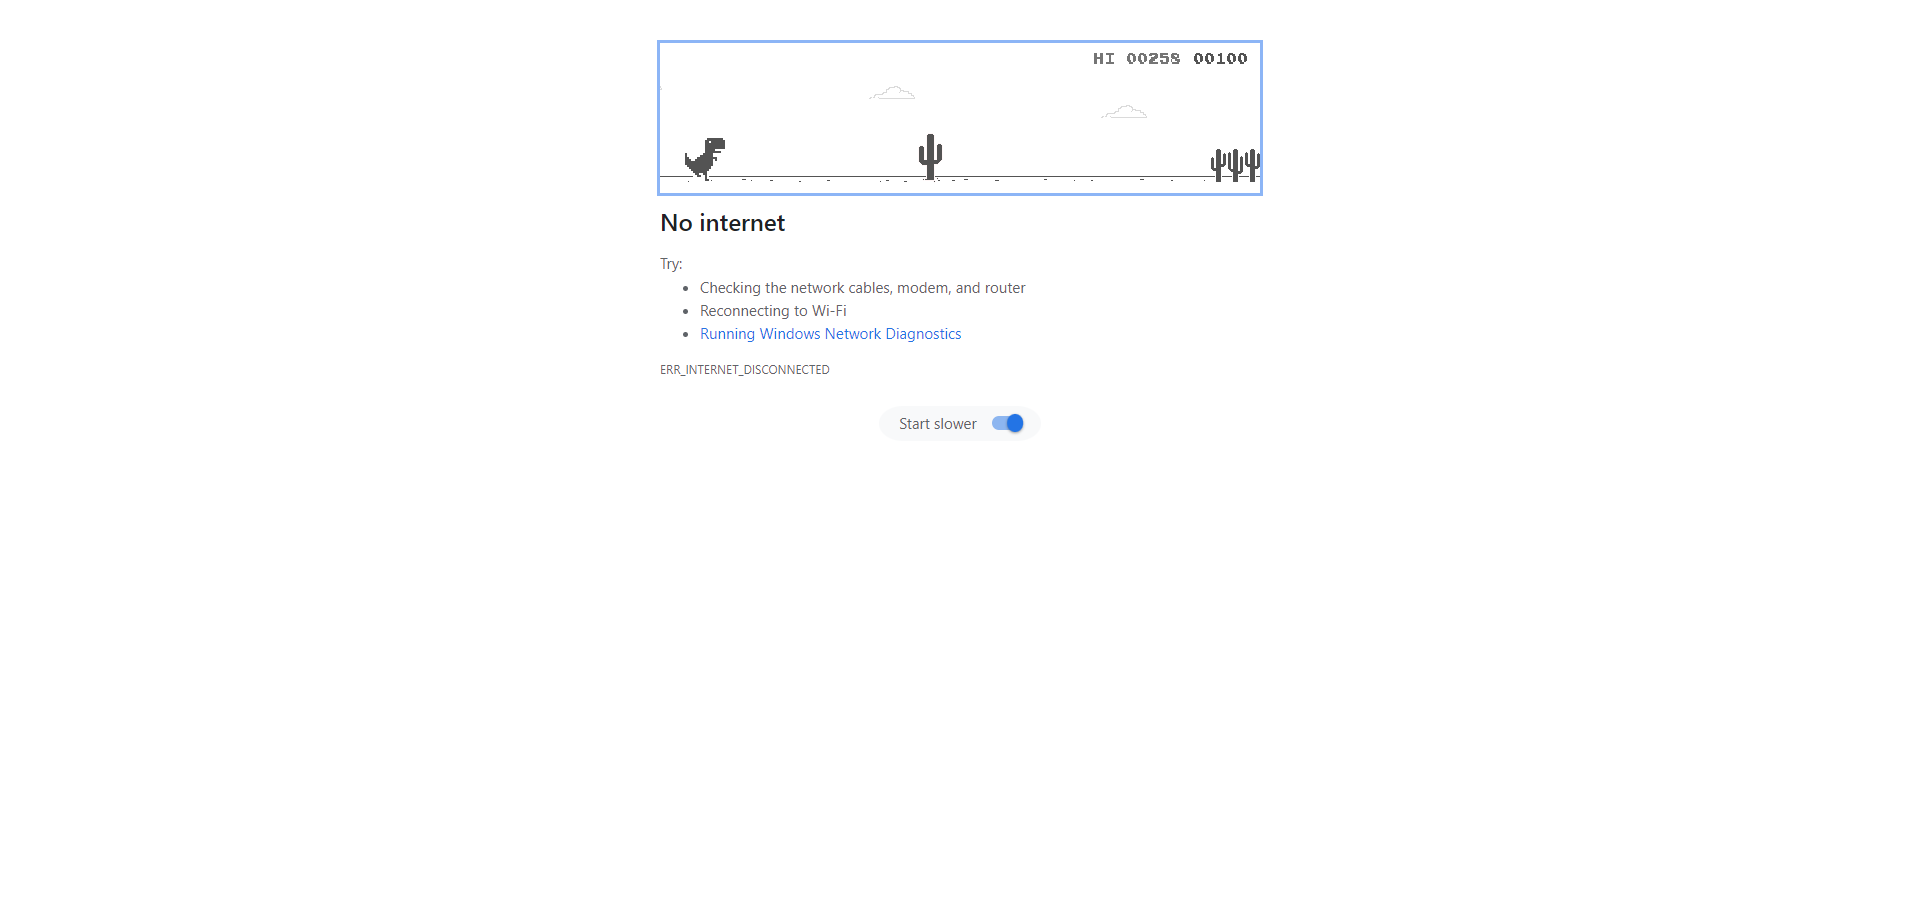 HI 00258 00100
No internet
Try:
Checking the network cables, modem, and router
Reconnecting to Wi-Fi
Running Windows Network Diagnostics
ERR_INTERNET_DISCONNECTED
Start slower